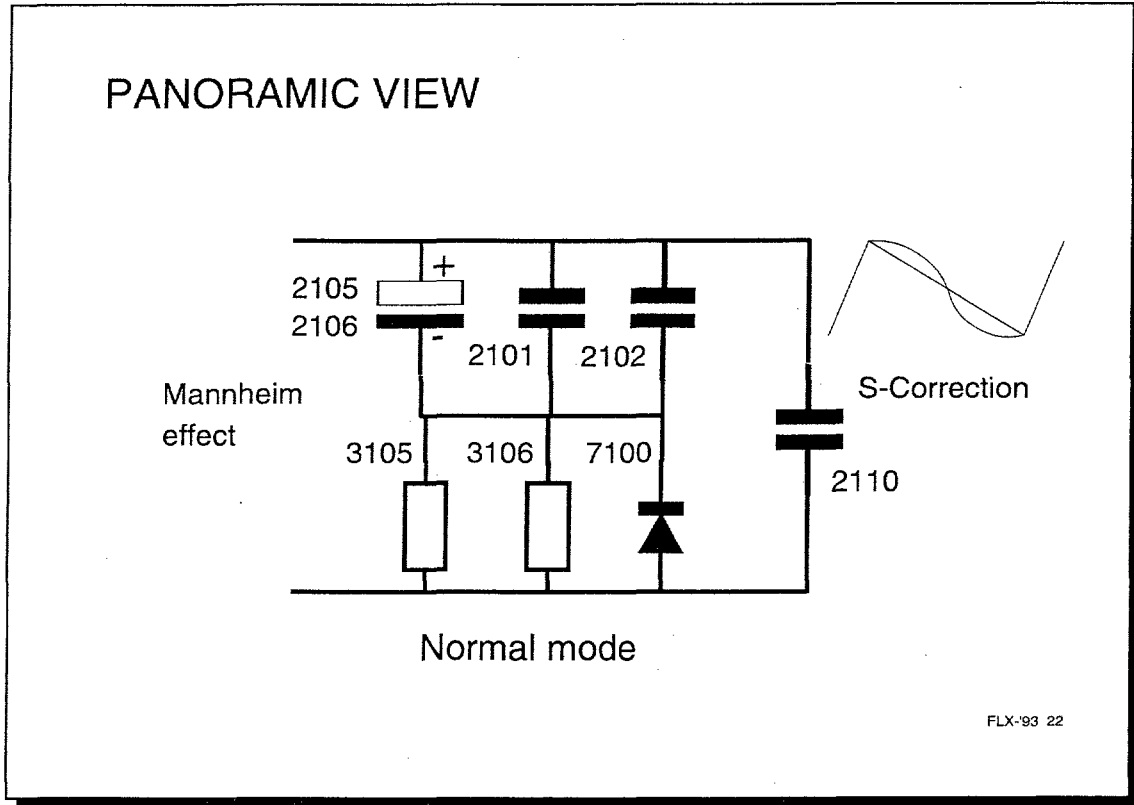 PANORAMIC VIEW
+
2105
2106
-
2101
2102
Mannheim
effect
S-Correction
3105
3106
7100
2110
Normal mode
FLX-'93 22